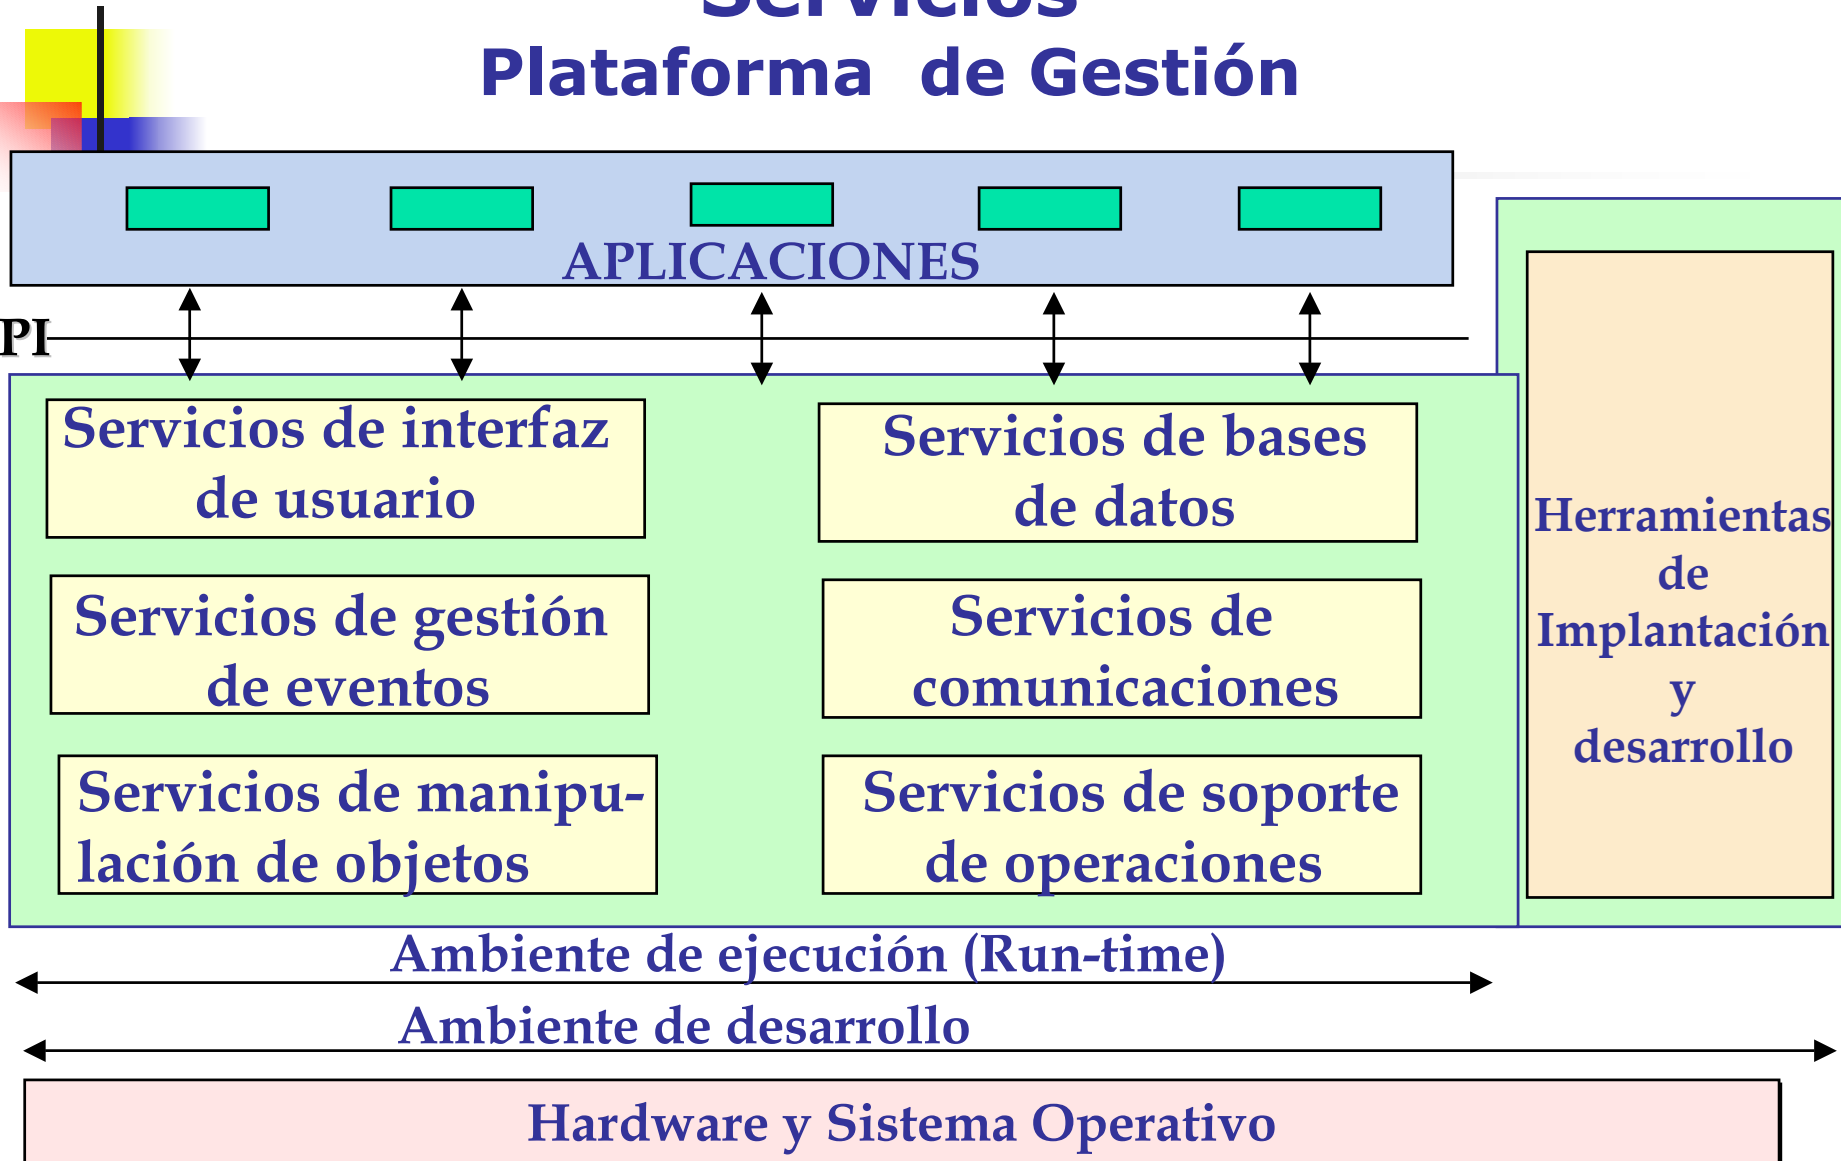 Servicios
Plataforma de Gestión
APLICACIONES
PI
Servicios de interfaz
de usuario
Servicios de bases
de datos
Servicios de gestión
de eventos
Servicios de
comunicaciones
Servicios de manipu-
lación de objetos
Servicios de soporte
de operaciones
Herramientas
de
Implantación
y
desarrollo
Ambiente de ejecución (Run-time)
Ambiente de desarrollo
Hardware y Sistema Operativo